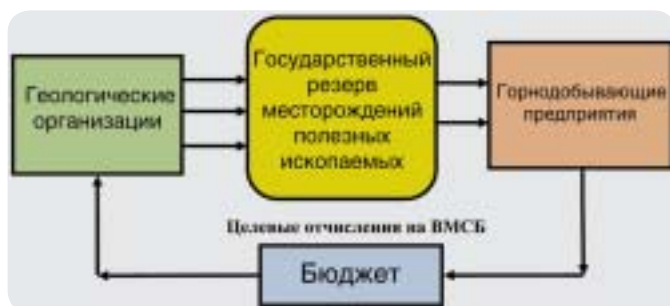 Геологические
организации
Государственный
резерв
месторождений
полезных
ископаемых
Горнодобывающие
предприятия
Целевые отчисления на ВМСБ
Бюджет